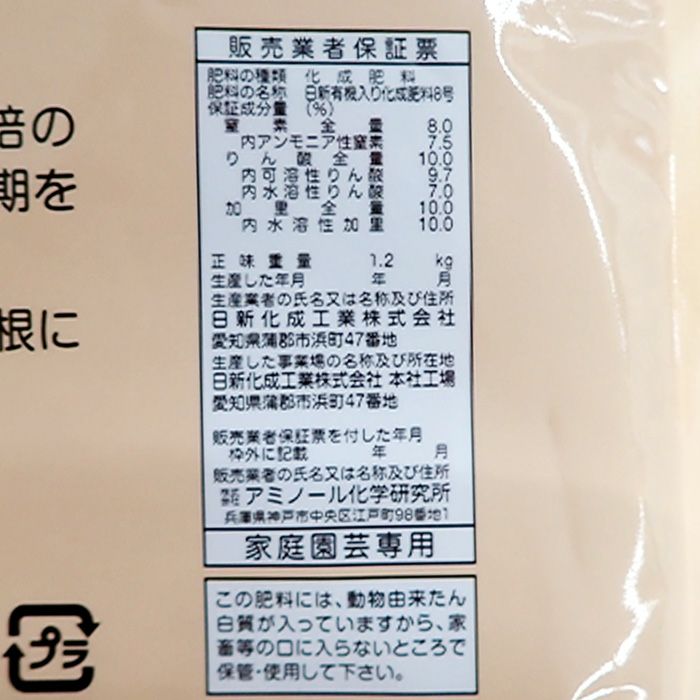 倍の
期を
根に
販売業者保証票
肥料の種類 化成肥料
肥料の名称 日新有機入り化成肥料8号
保証成分量 (%)
窒素全量 8.0
内アンモニア性窒素 7.5
りん酸全量 10.0
内可溶性りん酸 9.7
内水溶性りん酸 7.0
加里全量 10.0
内水溶性加里 10.0
正味重量 1.2 kg
生産した年月 年 月
生産業者の氏名又は名称及び住所
日新化成工業株式会社
愛知県蒲郡市浜町47番地
生産した事業場の名称及び所在地
日新化成工業株式会社 本社工場
愛知県蒲郡市浜町47番地
販売業者保証票を付した年月
枠外に記載 年 月
販売業者の氏名又は名称及び住所
株式会社 アミノール化学研究所
兵庫県神戸市中央区江戸町98番地1
家庭園芸専用
この肥料には、動物由来たん
白質が入っていますから、家
畜等の口に入らないところで
保管・使用して下さい。
プラ